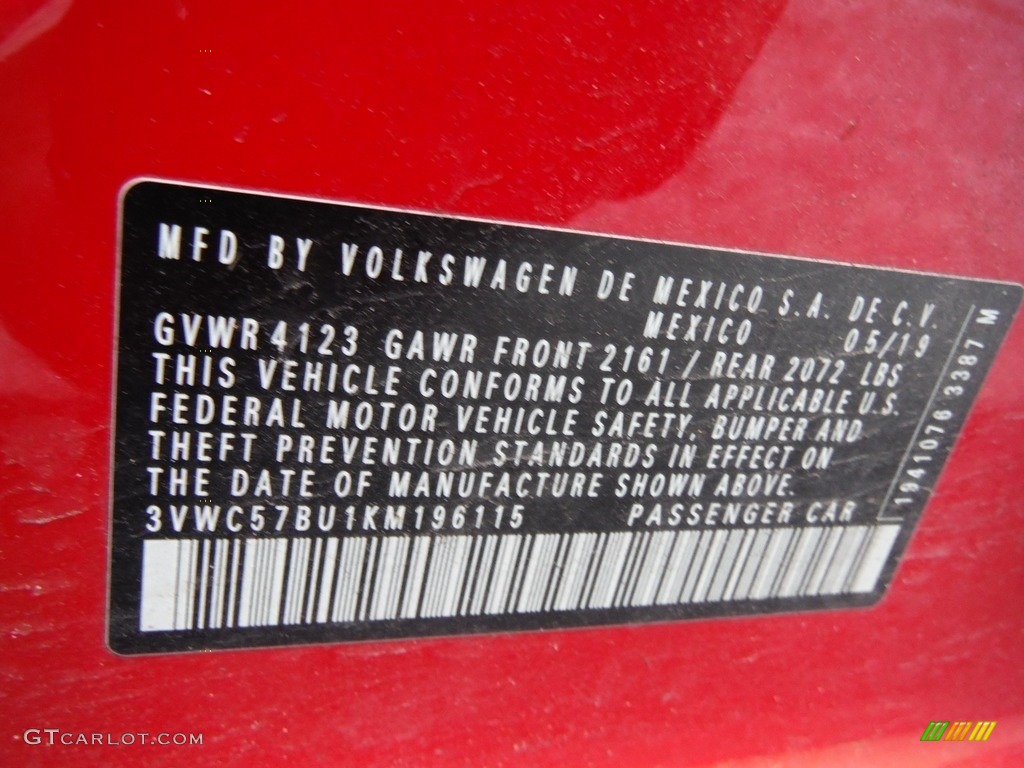 MFD BY VOLKSWAGEN DE MEXICO S.A. DE C.V.
MEXICO 05/19
GVWR 4123 GAWR FRONT 2161 / REAR 2072 LBS
THIS VEHICLE CONFORMS TO ALL APPLICABLE U.S.
FEDERAL MOTOR VEHICLE SAFETY, BUMPER AND
THEFT PREVENTION STANDARDS IN EFFECT ON
THE DATE OF MANUFACTURE SHOWN ABOVE.
3VWC57BU1KM196115 PASSENGER CAR
1941076 3387 M
GTCARLOT.COM